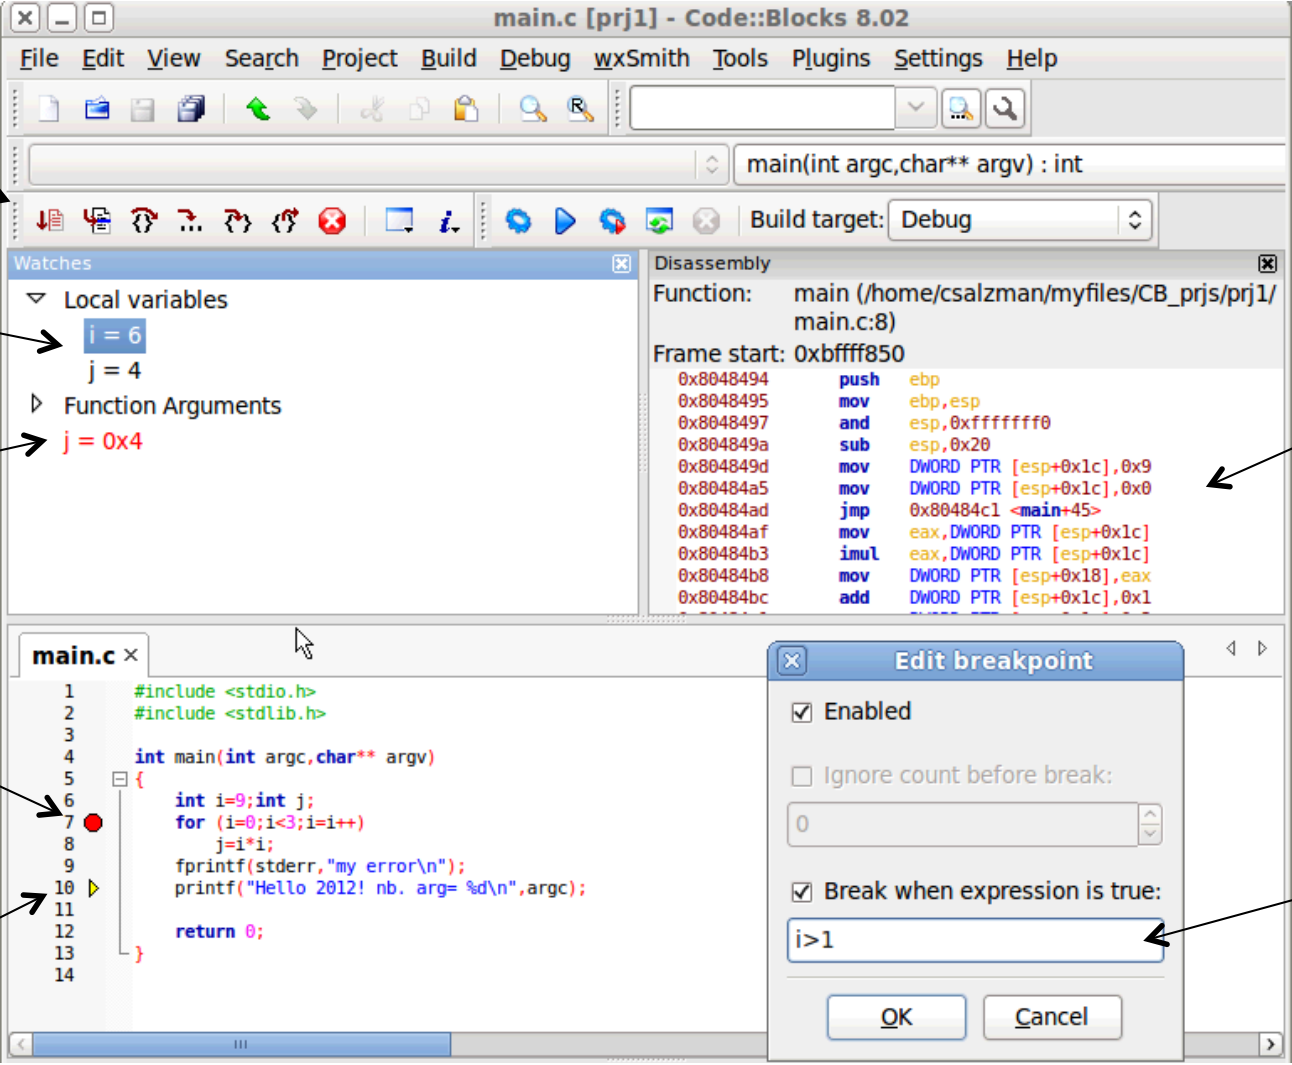 main.c [prj1] - Code::Blocks 8.02
File Edit View Search Project Build Debug wxSmith Tools Plugins Settings Help
main(int argc,char** argv) : int
Build target: Debug
Watches
Local variables
i = 6
j = 4
Function Arguments
j = 0x4
Disassembly
Function: main (/home/csalzman/myfiles/CB_prjs/prj1/
main.c:8)
Frame start: 0xbffff850
0x8048494 push ebp
0x8048495 mov ebp,esp
0x8048497 and esp,0xfffffff0
0x804849a sub esp,0x20
0x804849d mov DWORD PTR [esp+0x1c],0x9
0x80484a5 mov DWORD PTR [esp+0x1c],0x0
0x80484ad jmp 0x80484c1 <main+45>
0x80484af mov eax,DWORD PTR [esp+0x1c]
0x80484b3 imul eax,DWORD PTR [esp+0x1c]
0x80484b8 mov DWORD PTR [esp+0x18],eax
0x80484bc add DWORD PTR [esp+0x1c],0x1
main.c
1 #include <stdio.h>
2 #include <stdlib.h>
3
4 int main(int argc,char** argv)
5 {
6 int i=9;int j;
7 for (i=0;i<3;i=i++)
8 j=i*i;
9 fprintf(stderr,"my error\n");
10 printf("Hello 2012! nb. arg= %d\n",argc);
11
12 return 0;
13 }
14
Edit breakpoint
Enabled
Ignore count before break:
0
Break when expression is true:
i>1
OK Cancel